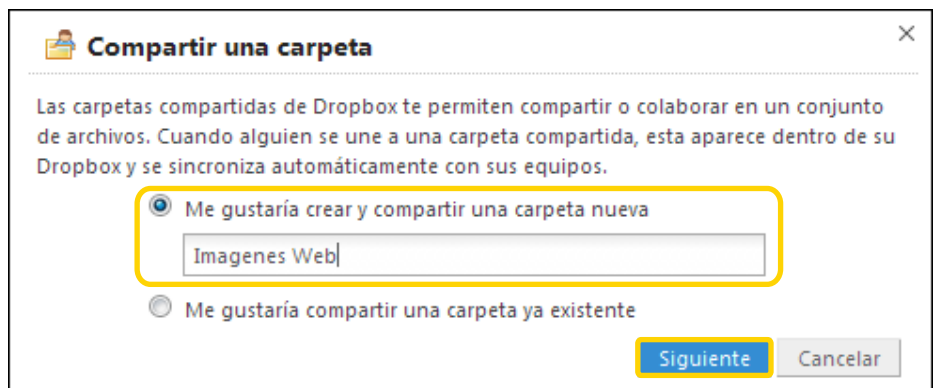 Compartir una carpeta
Las carpetas compartidas de Dropbox te permiten compartir o colaborar en un conjunto
de archivos. Cuando alguien se une a una carpeta compartida, esta aparece dentro de su
Dropbox y se sincroniza automáticamente con sus equipos.
Me gustaría crear y compartir una carpeta nueva
Imagenes Web
Me gustaría compartir una carpeta ya existente
Siguiente Cancelar